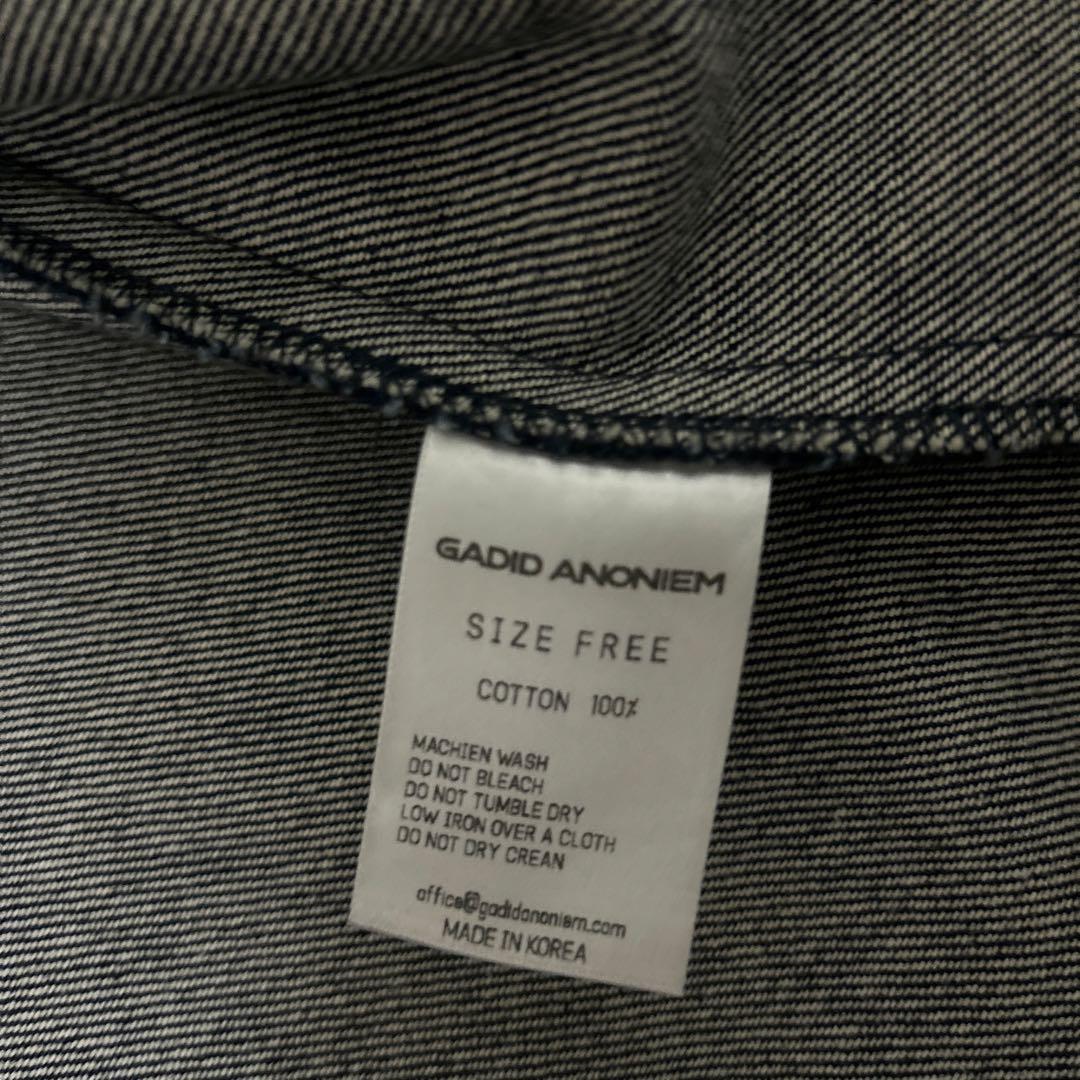 GADID ANONIEM
SIZE FREE
COTTON 100%
MACHIEN WASH
DO NOT BLEACH
DO NOT TUMBLE DRY
LOW IRON OVER A CLOTH
DO NOT DRY CREAN
office@gadidanoniem.com
MADE IN KOREA